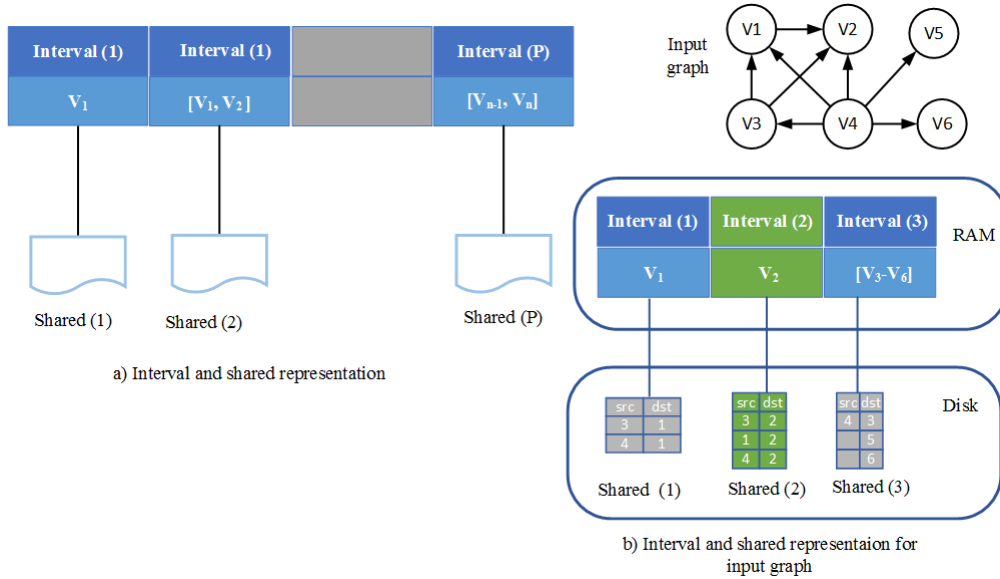 Interval (1) Interval (1) Interval (P)
V1 [V1, V2 ] [Vn-1, Vn]
Shared (1) Shared (2) Shared (P)
a) Interval and shared representation
Input
graph
V1 V2 V5
V3 V4 V6
Interval (1) Interval (2) Interval (3)
RAM
V1 V2 [V3-V6]
Disk
src dst
3 1
4 1
src dst
3 2
1 2
4 2
src dst
4 3
5
6
Shared (1) Shared (2) Shared (3)
b) Interval and shared representaion for
input graph